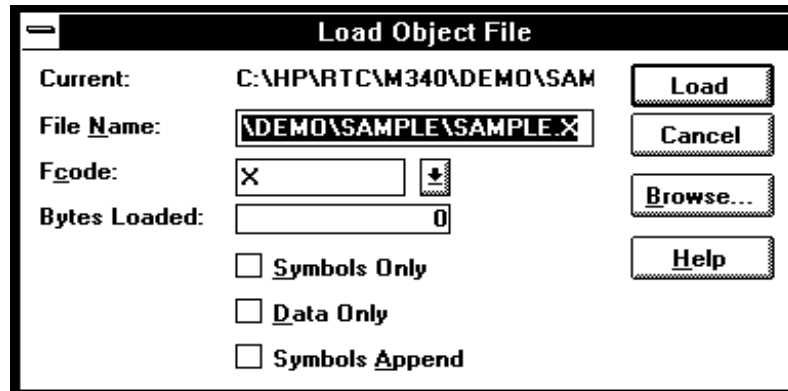 Load Object File
Current: C:\HP\RTC\M340\DEMO\SAM
File Name: \DEMO\SAMPLE\SAMPLE.X
Fcode: X
Bytes Loaded: 0
Symbols Only
Data Only
Symbols Append
Load
Cancel
Browse...
Help